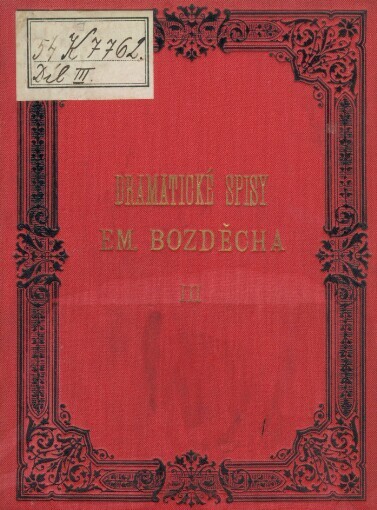 54 K 7762.
Díl III.
DRAMATICKÉ SPISY
EM. BOZDĚCHA
III